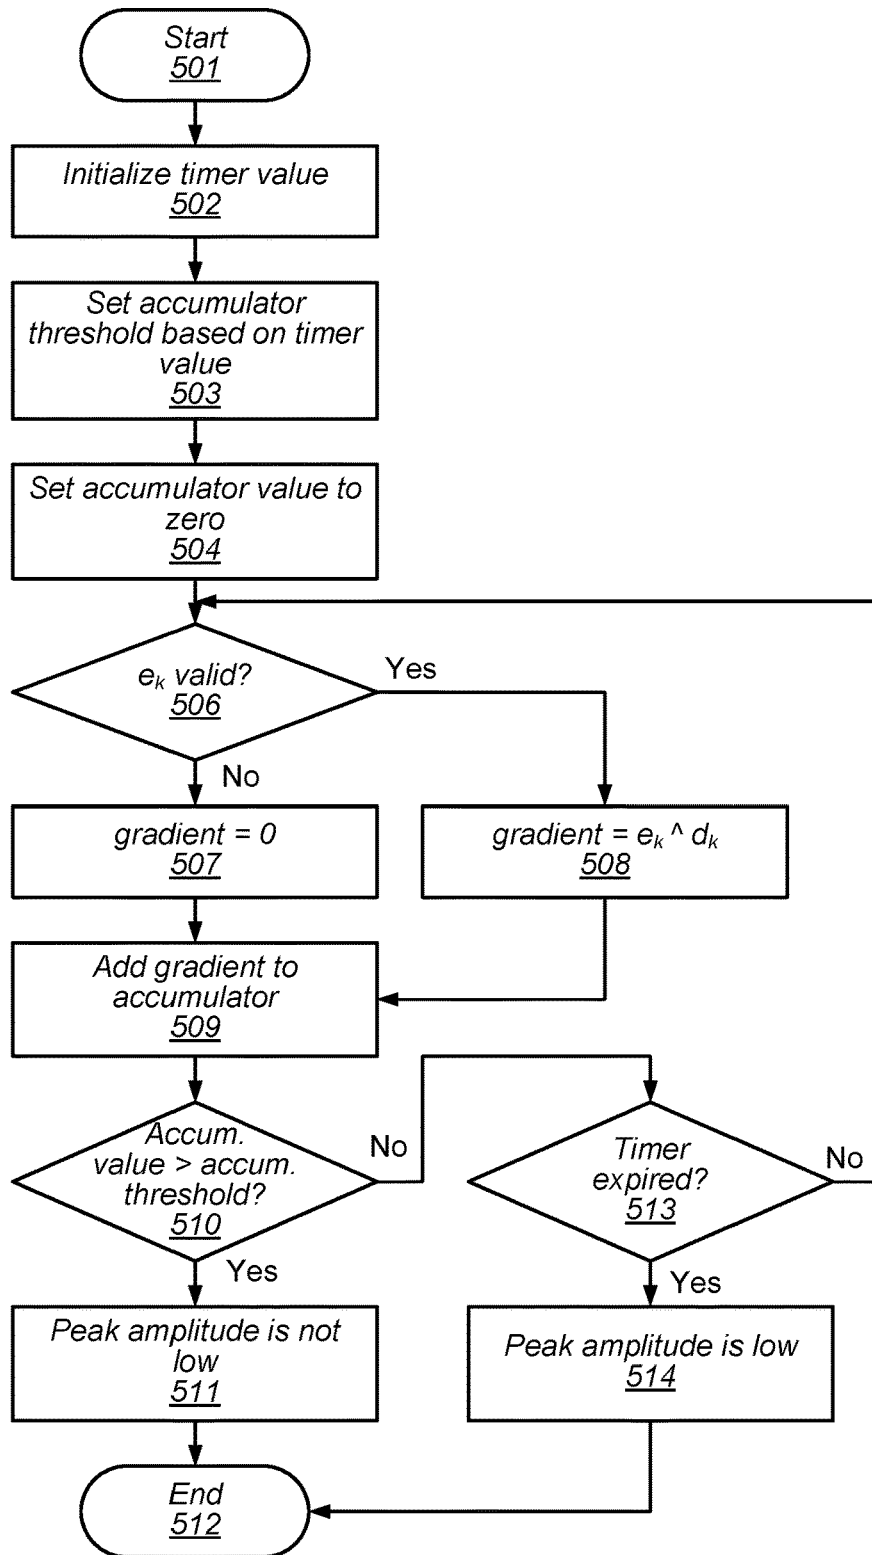 Start
501
Initialize timer value
502
Set accumulator
threshold based on timer
value
503
Set accumulator value to
zero
504
eₖ valid?
506
Yes
No
gradient = 0
507
gradient = eₖ ^ dₖ
508
Add gradient to
accumulator
509
Accum.
value > accum.
threshold?
510
No
Yes
Timer
expired?
513
No
Yes
Peak amplitude is not
low
511
Peak amplitude is low
514
End
512